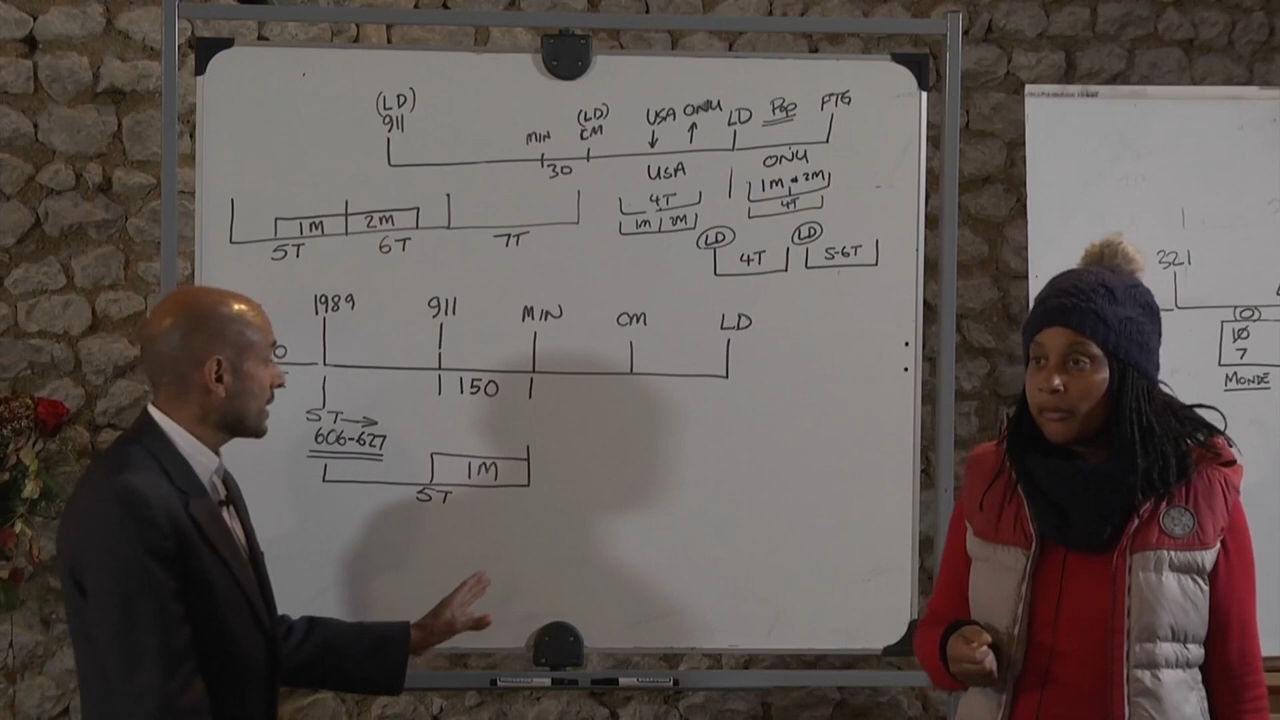 (LD)
911
MIN
(LD)
CM
USA ONU
LD
Pop
FTG
30
USA
4T
1M 2M
ONU
1M + 2M
4T
1M 2M
5T 6T 7T
LD
4T
LD
5-6T
1989 911 MIN CM LD
0
150
5T
606-627
1M
5T
321
(O)
10
7
MONDE